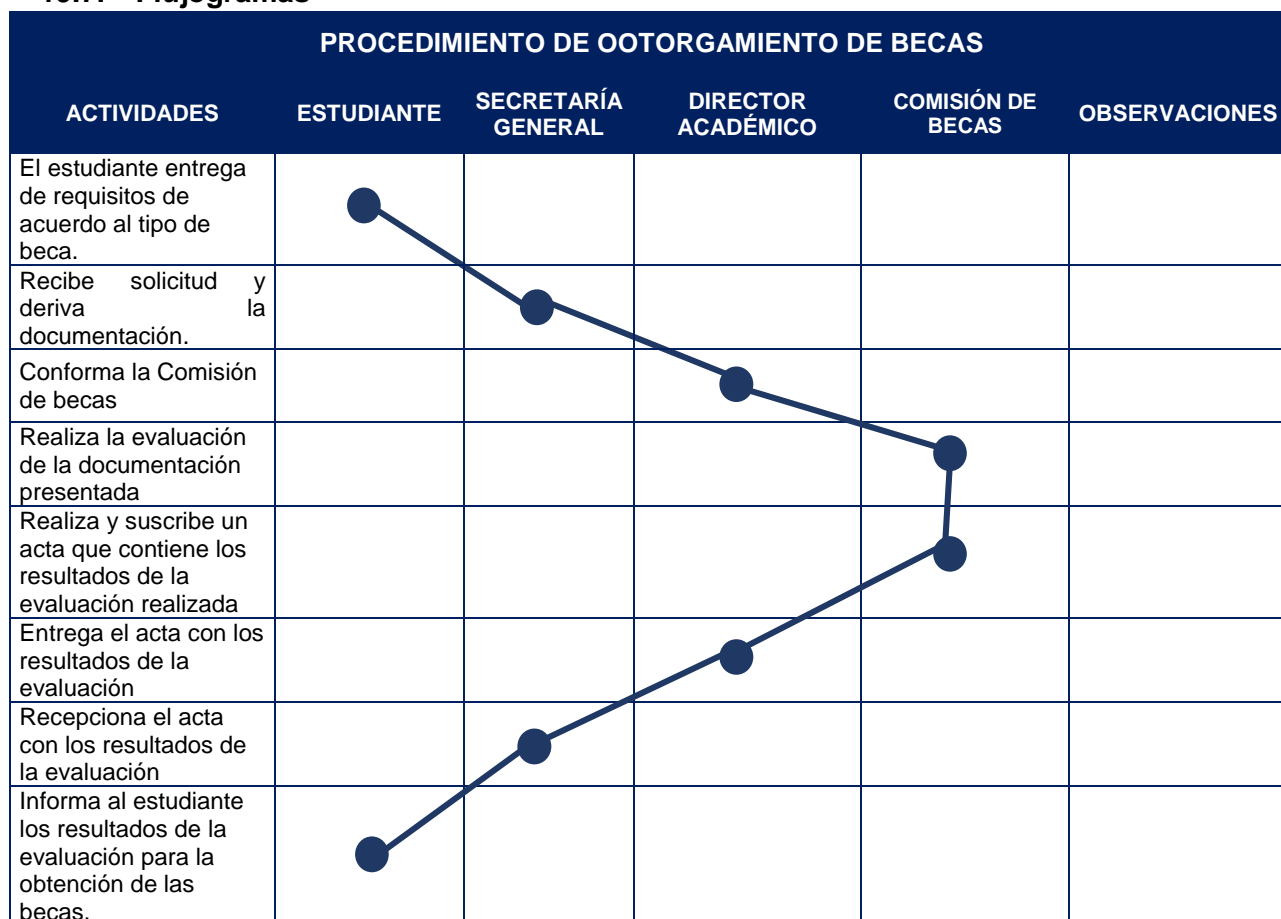 PROCEDIMIENTO DE OOTORGAMIENTO DE BECAS
ACTIVIDADES
ESTUDIANTE
SECRETARÍA
GENERAL
DIRECTOR
ACADÉMICO
COMISIÓN DE
BECAS
OBSERVACIONES
El estudiante entrega
de requisitos de
acuerdo al tipo de
beca.
Recibe solicitud y
deriva la
documentación.
Conforma la Comisión
de becas
Realiza la evaluación
de la documentación
presentada
Realiza y suscribe un
acta que contiene los
resultados de la
evaluación realizada
Entrega el acta con los
resultados de la
evaluación
Recepciona el acta
con los resultados de
la evaluación
Informa al estudiante
los resultados de la
evaluación para la
obtención de las
becas.